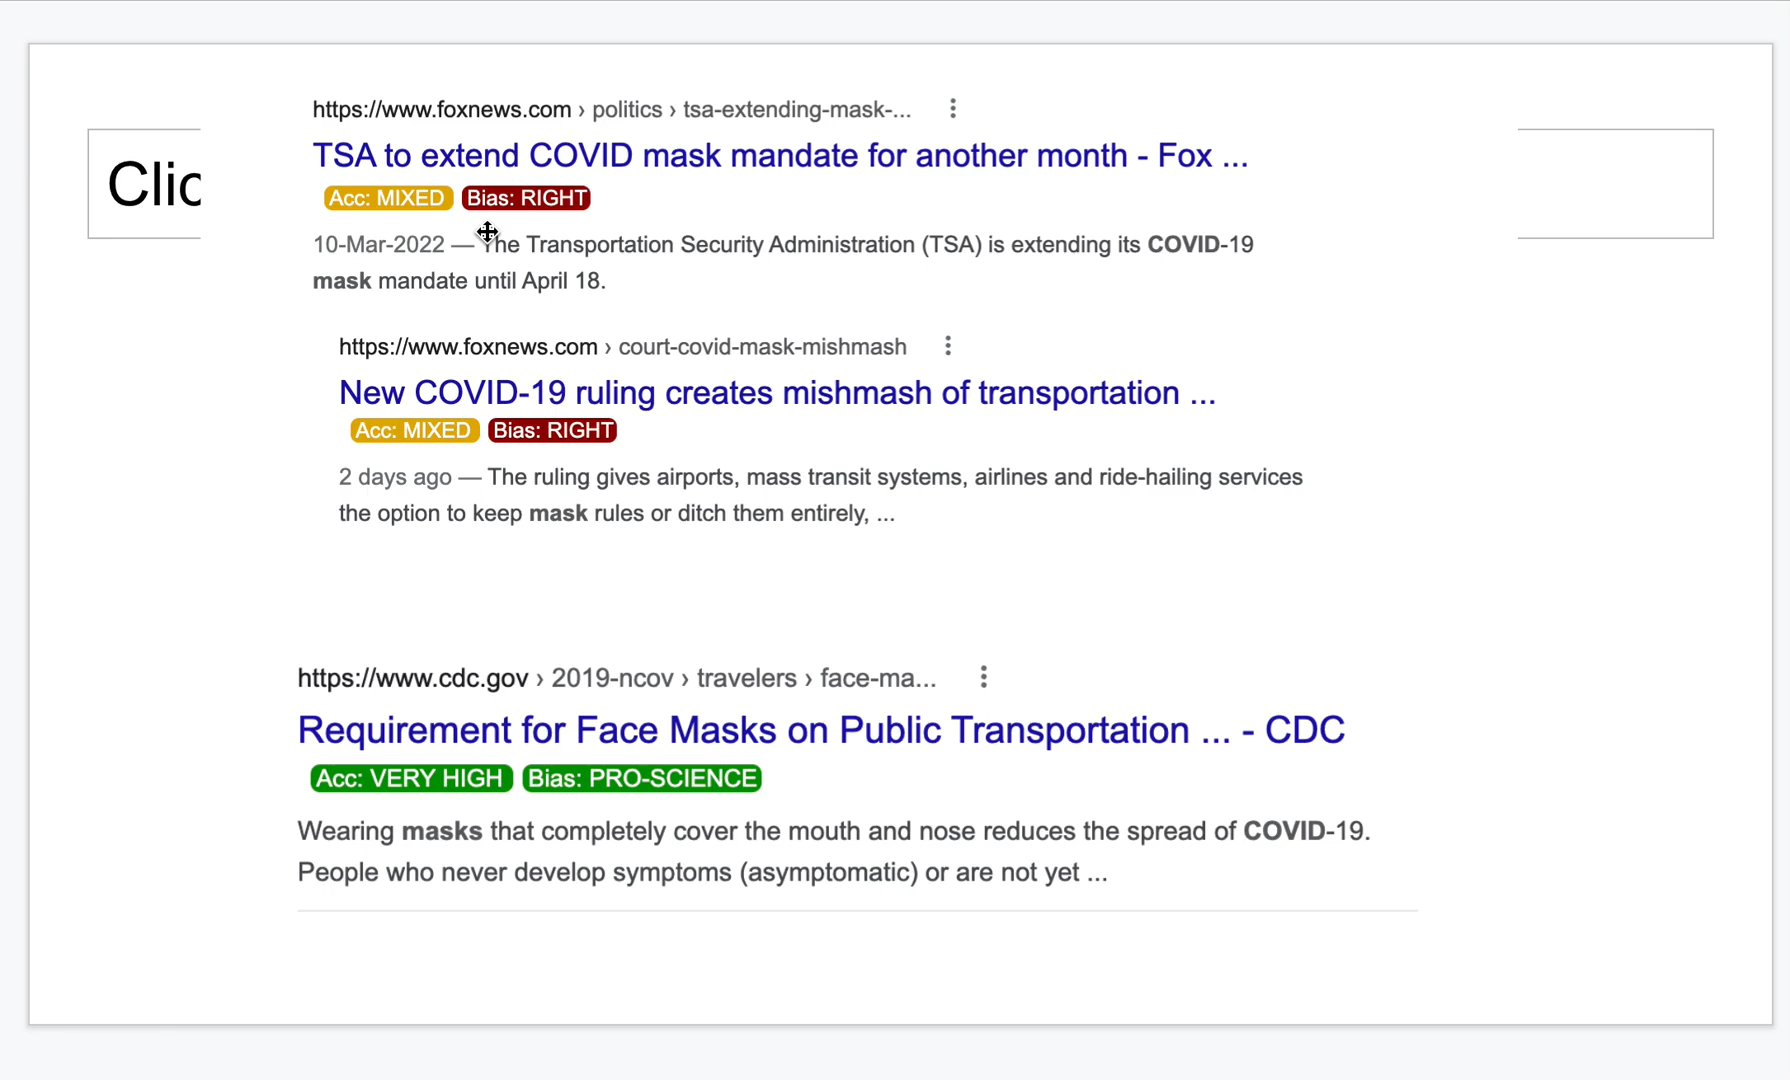 https://www.foxnews.com › politics › tsa-extending-mask-...
Clic
TSA to extend COVID mask mandate for another month - Fox ...
Acc: MIXED Bias: RIGHT
10-Mar-2022 — The Transportation Security Administration (TSA) is extending its COVID-19
mask mandate until April 18.
https://www.foxnews.com › court-covid-mask-mishmash
New COVID-19 ruling creates mishmash of transportation ...
Acc: MIXED Bias: RIGHT
2 days ago — The ruling gives airports, mass transit systems, airlines and ride-hailing services
the option to keep mask rules or ditch them entirely, ...
https://www.cdc.gov › 2019-ncov › travelers › face-ma...
Requirement for Face Masks on Public Transportation ... - CDC
Acc: VERY HIGH Bias: PRO-SCIENCE
Wearing masks that completely cover the mouth and nose reduces the spread of COVID-19.
People who never develop symptoms (asymptomatic) or are not yet ...